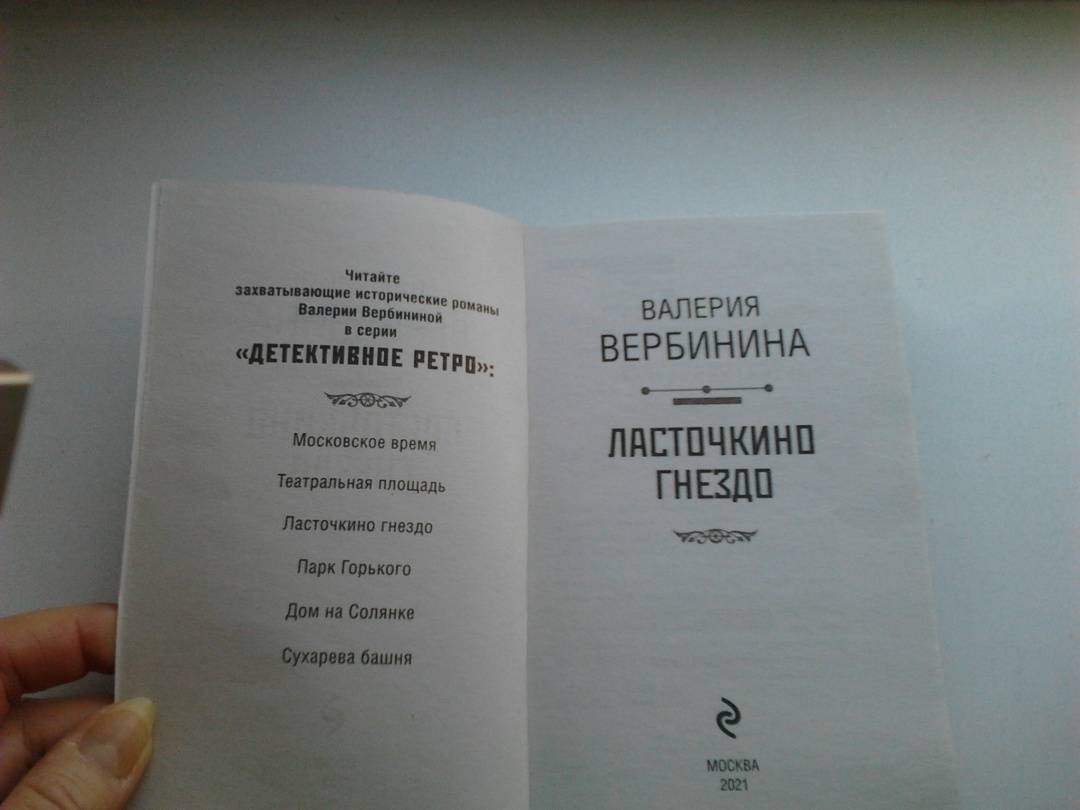 Читайте
захватывающие исторические романы
Валерии Вербининой
в серии
«ДЕТЕКТИВНОЕ РЕТРО»:
Московское время
Театральная площадь
Ласточкино гнездо
Парк Горького
Дом на Солянке
Сухарева башня
ВАЛЕРИЯ
ВЕРБИНИНА
ЛАСТОЧКИНО
ГНЕЗДО
МОСКВА
2021